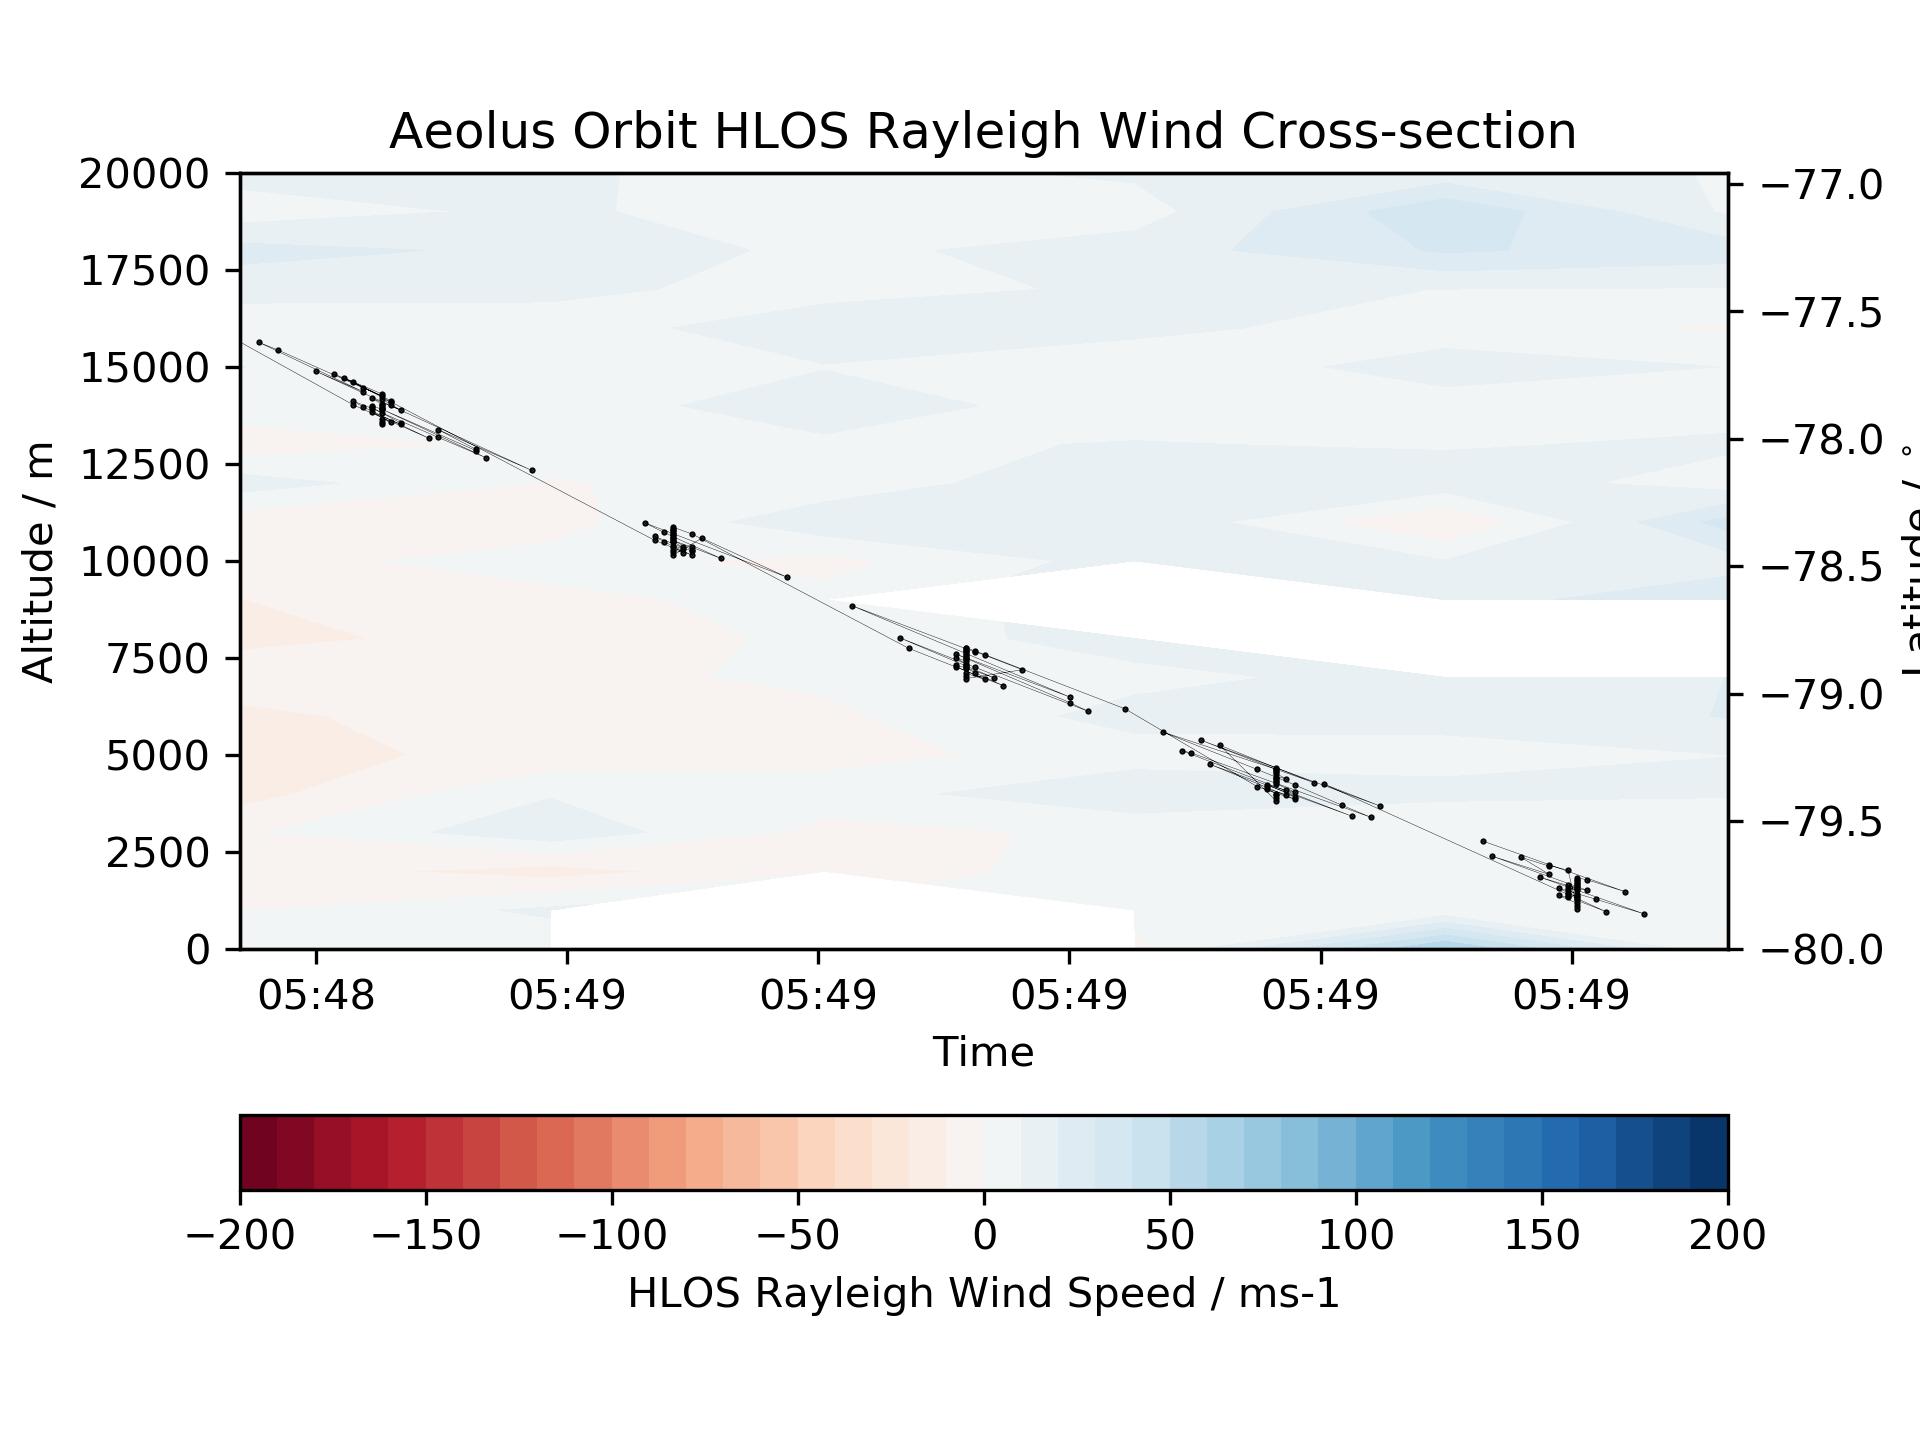 Aeolus Orbit HLOS Rayleigh Wind Cross-section
Altitude / m
20000
17500
15000
12500
10000
7500
5000
2500
0
−77.0
−77.5
−78.0
−78.5
−79.0
−79.5
−80.0
Latitude / °
05:48 05:49 05:49 05:49 05:49 05:49
Time
−200 −150 −100 −50 0 50 100 150 200
HLOS Rayleigh Wind Speed / ms-1